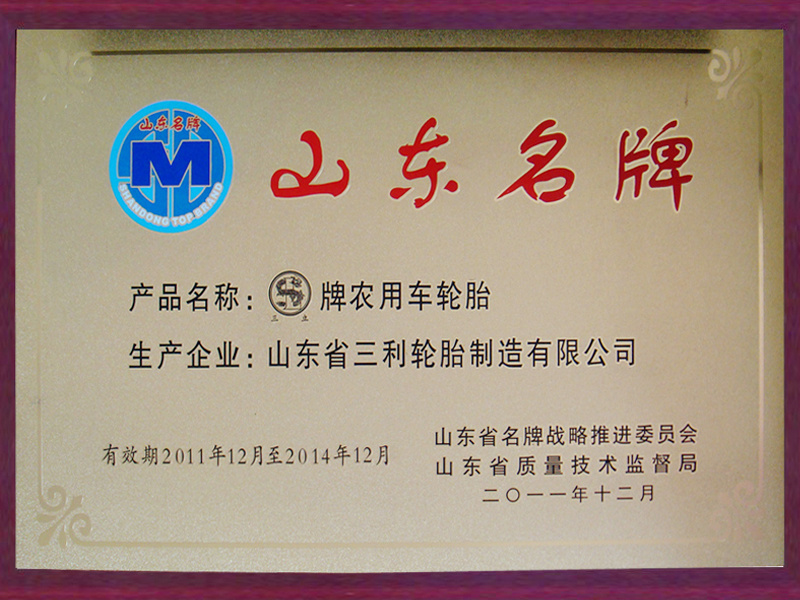 山东名牌
M
SHANDONG TOP BRAND
山东名牌
产品名称：牌农用车轮胎
三 立
生产企业：山东省三利轮胎制造有限公司
有效期2011年12月至2014年12月
山东省名牌战略推进委员会
山东省质量技术监督局
二〇一一年十二月